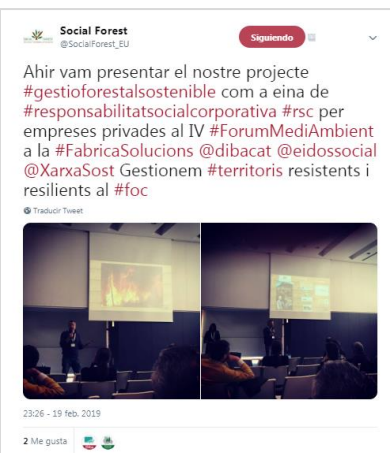 Social Forest
@SocialForest_EU
Siguiendo
Ahir vam presentar el nostre projecte
#gestioforestalsostenible com a eina de
#responsabilitatsocialcorporativa #rsc per
empreses privades al IV #ForumMediAmbient
a la #FabricaSolucions @dibacat @eidossocial
@XarxaSost Gestionem #territoris resistents i
resilients al #foc
Traducir Tweet
23:26 - 19 feb. 2019
2 Me gusta